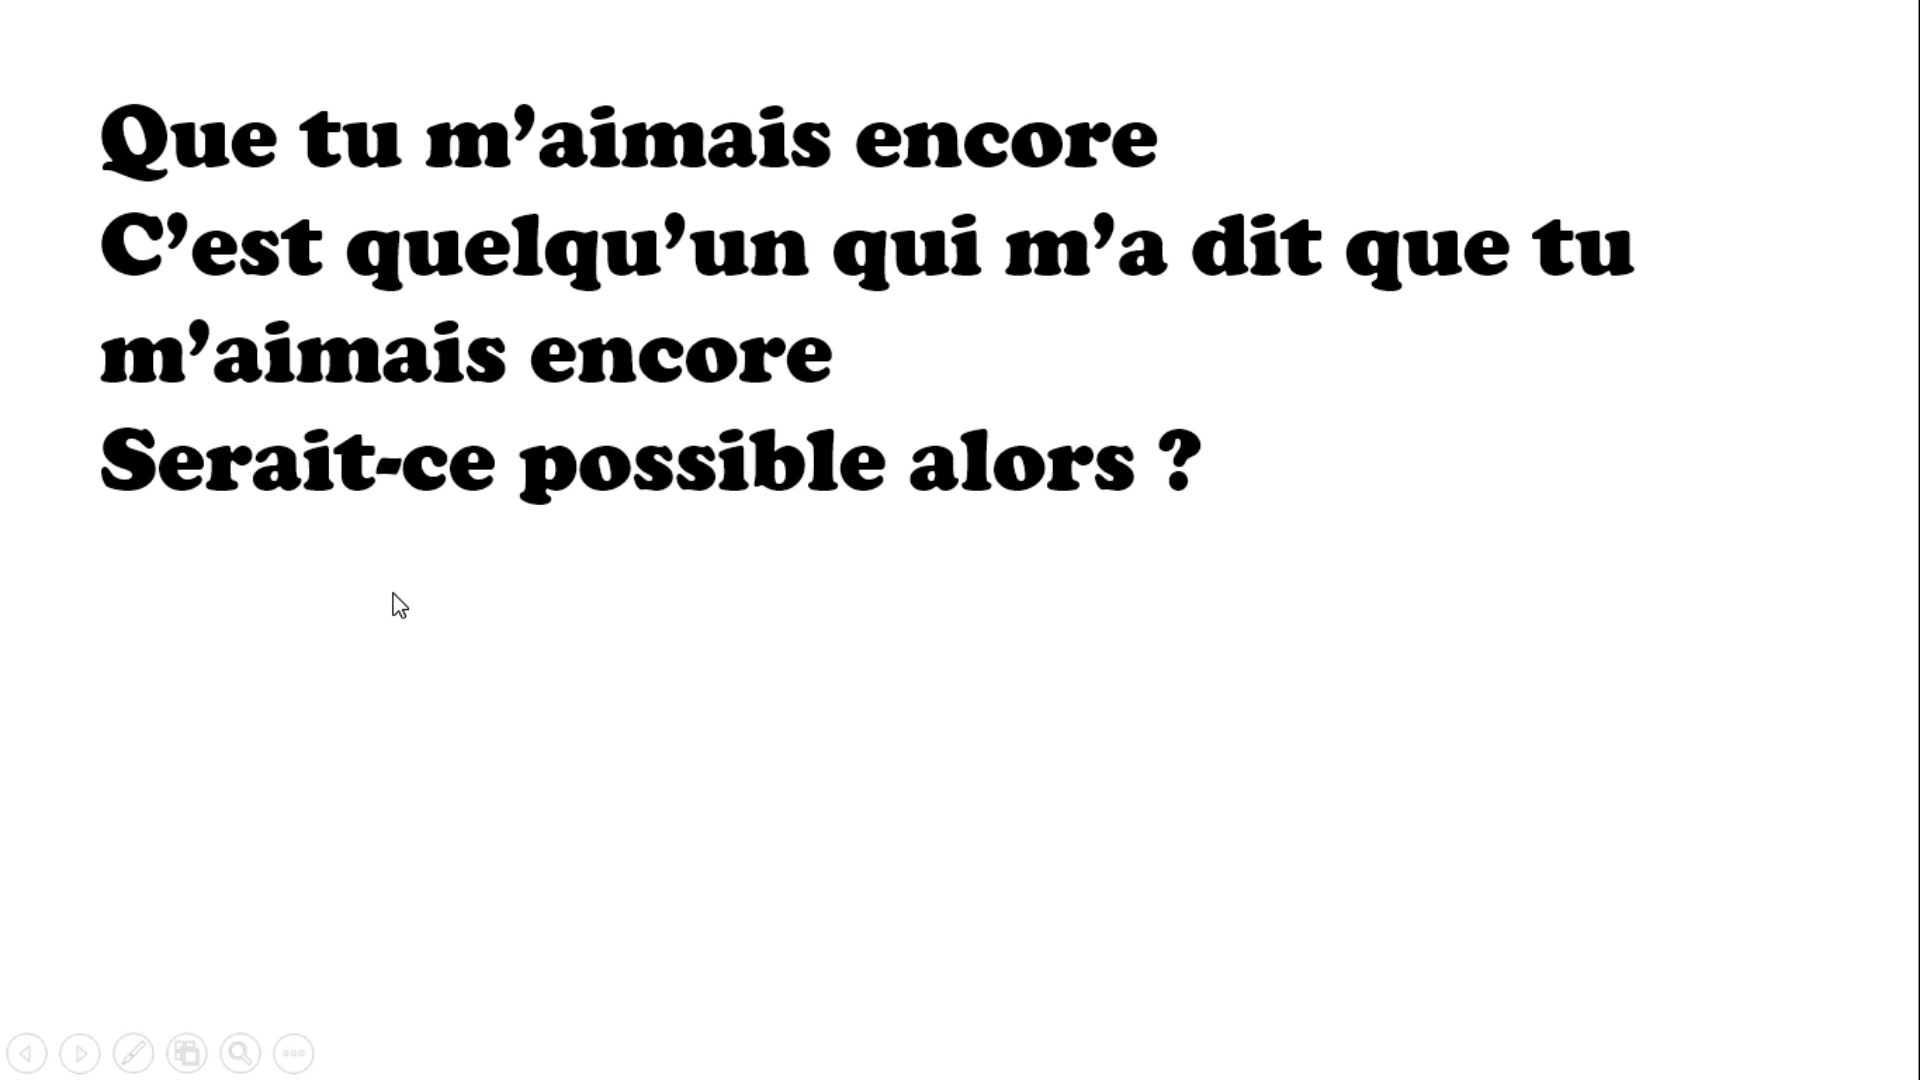 Que tu m’aimais encore
C’est quelqu’un qui m’a dit que tu
m’aimais encore
Serait-ce possible alors ?